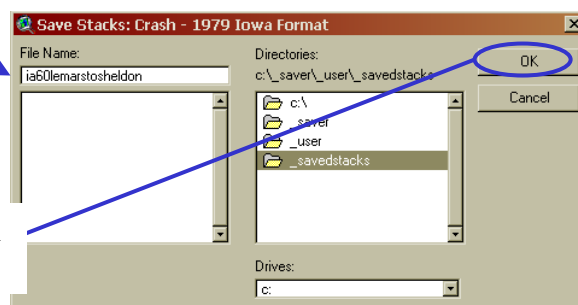 Save Stacks: Crash - 1979 Iowa Format
File Name:
ia60lemarstosheldon
Directories:
c:\_saver\_user\_savedstacks
c:\
_saver
_user
_savedstacks
OK
Cancel
Drives:
c: